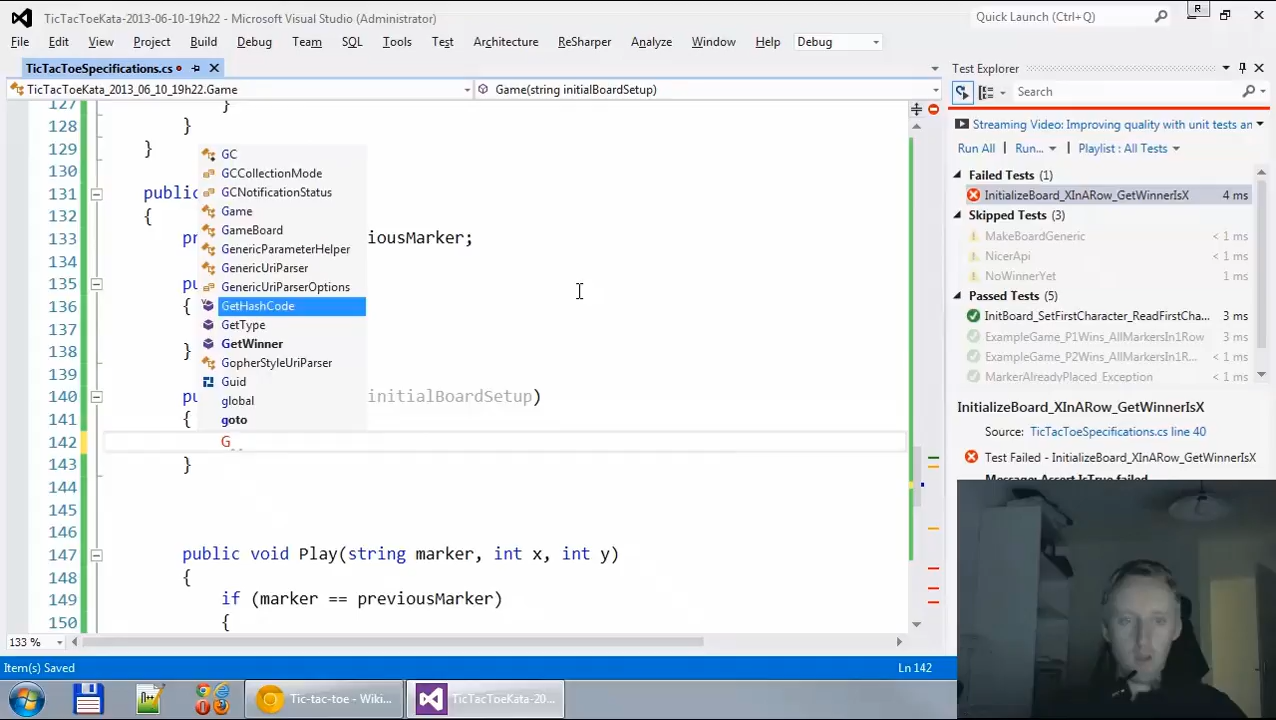 TicTacToeKata-2013-06-10-19h22 - Microsoft Visual Studio (Administrator)
R
Quick Launch (Ctrl+Q)
File Edit View Project Build Debug Team SQL Tools Test Architecture ReSharper Analyze Window Help Debug
TicTacToeSpecifications.cs
TicTacToeKata_2013_06_10_19h22.Game
Game(string initialBoardSetup)
127 }
128 }
129 }
130
131 public
132 {
133 pr iousMarker;
134
135 pu
136 {
137
138 }
139
140 pu initialBoardSetup)
141 {
142 G
143 }
144
145
146
147 public void Play(string marker, int x, int y)
148 {
149 if (marker == previousMarker)
150 {
GC
GCCollectionMode
GCNotificationStatus
Game
GameBoard
GenericParameterHelper
GenericUriParser
GenericUriParserOptions
GetHashCode
GetType
GetWinner
GopherStyleUriParser
Guid
global
goto
133 %
Test Explorer
Search
Streaming Video: Improving quality with unit tests an
Run All Run... Playlist : All Tests
Failed Tests (1)
InitializeBoard_XInARow_GetWinnerIsX 4 ms
Skipped Tests (3)
MakeBoardGeneric < 1 ms
NicerApi < 1 ms
NoWinnerYet < 1 ms
Passed Tests (5)
InitBoard_SetFirstCharacter_ReadFirstCha... 3 ms
ExampleGame_P1Wins_AllMarkersIn1Row < 1 ms
ExampleGame_P2Wins_AllMarkersIn1R... < 1 ms
MarkerAlreadyPlaced_Exception < 1 ms
InitializeBoard_XInARow_GetWinnerIsX
Source: TicTacToeSpecifications.cs line 40
Test Failed - InitializeBoard_XInARow_GetWinnerIsX
Message: Assert.IsTrue failed.
Item(s) Saved
Ln 142
Tic-tac-toe - Wiki...
TicTacToeKata-20...